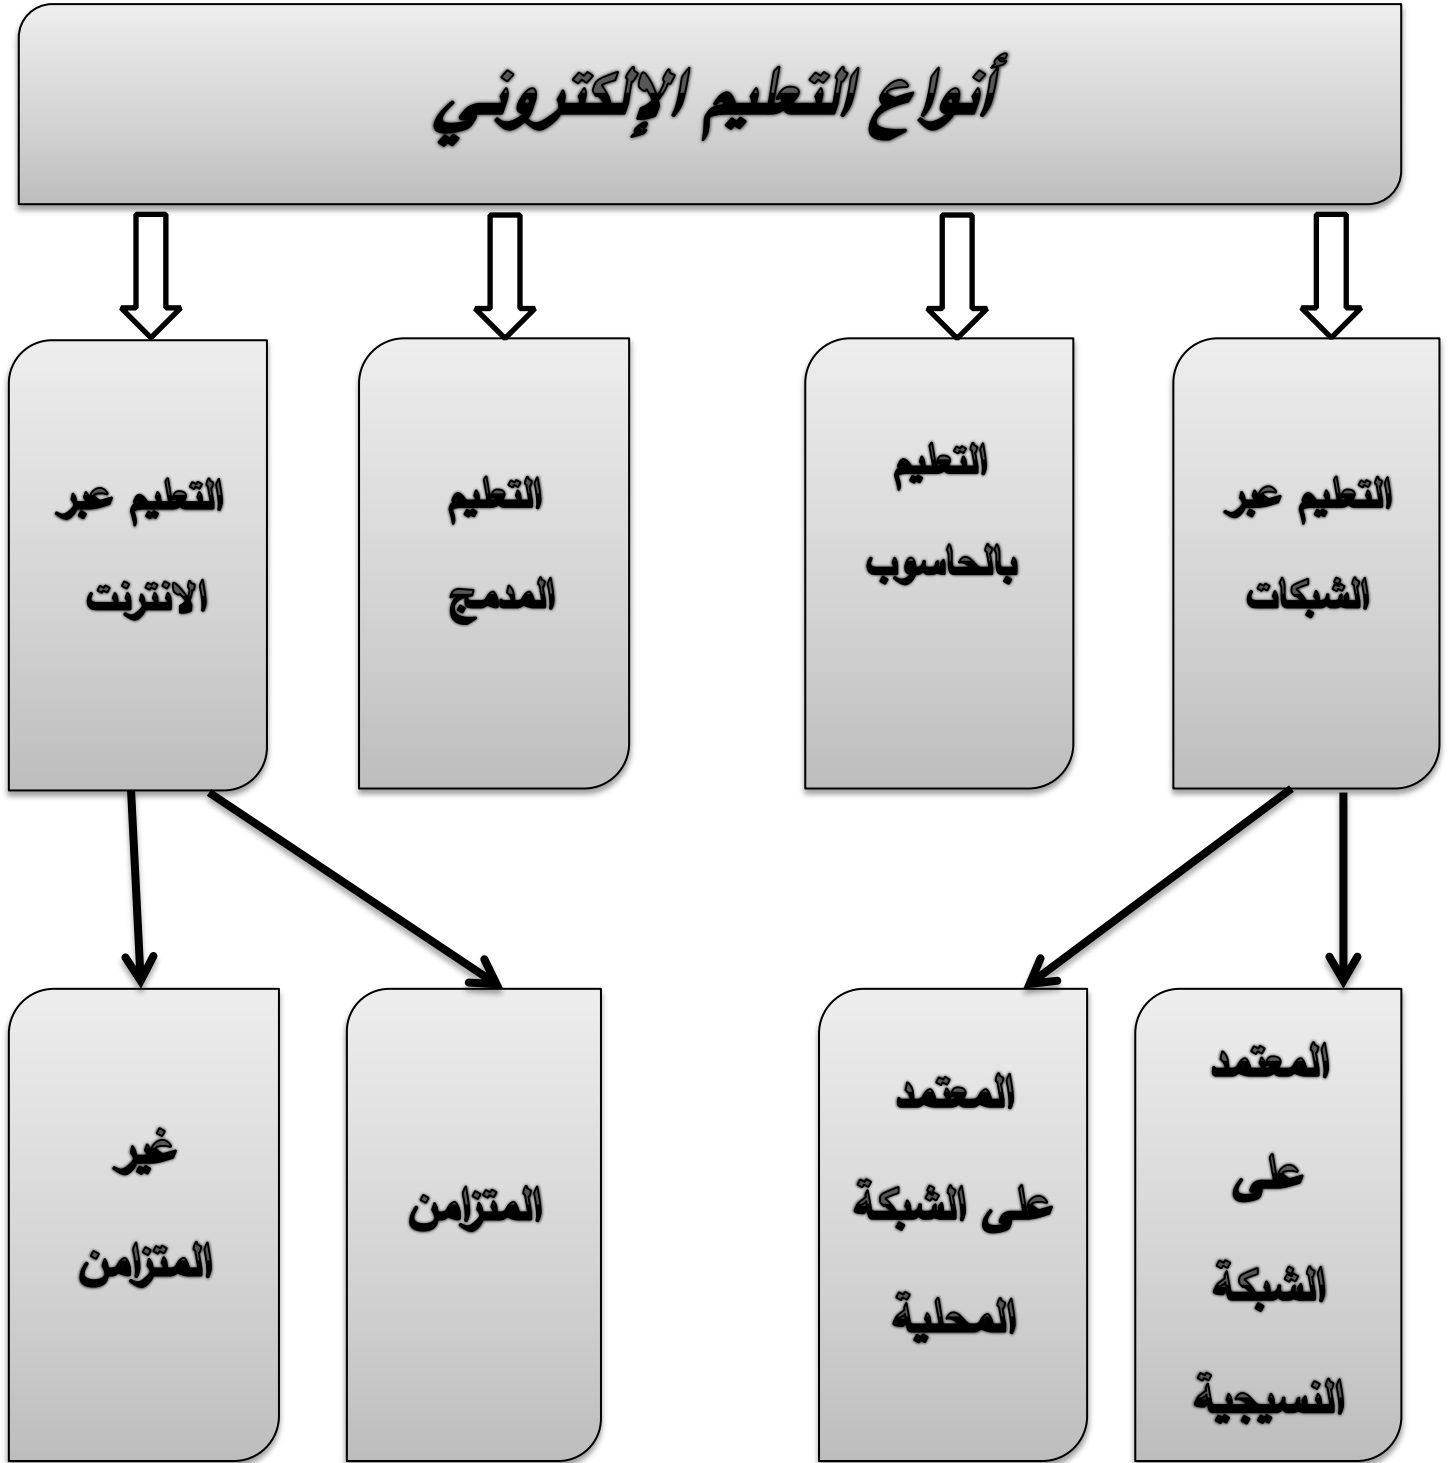 أنواع التعليم الإلكتروني
التعليم عبر
الشبكات
التعليم
بالحاسوب
التعليم
المدمج
التعليم عبر
الانترنت
المعتمد
على
الشبكة
النسيجية
المعتمد
على الشبكة
المحلية
المتزامن
غير
المتزامن